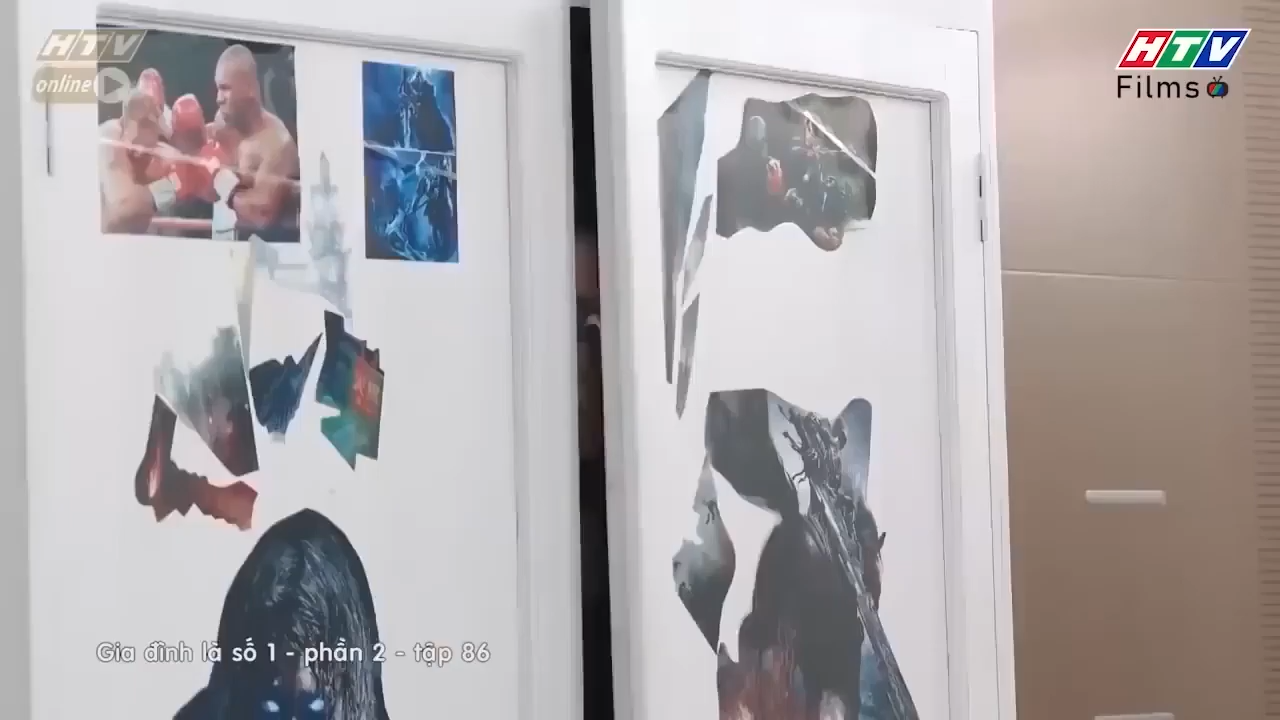 HTV
online
HTV
Films
Gia đình là số 1 - phần 2 - tập 86